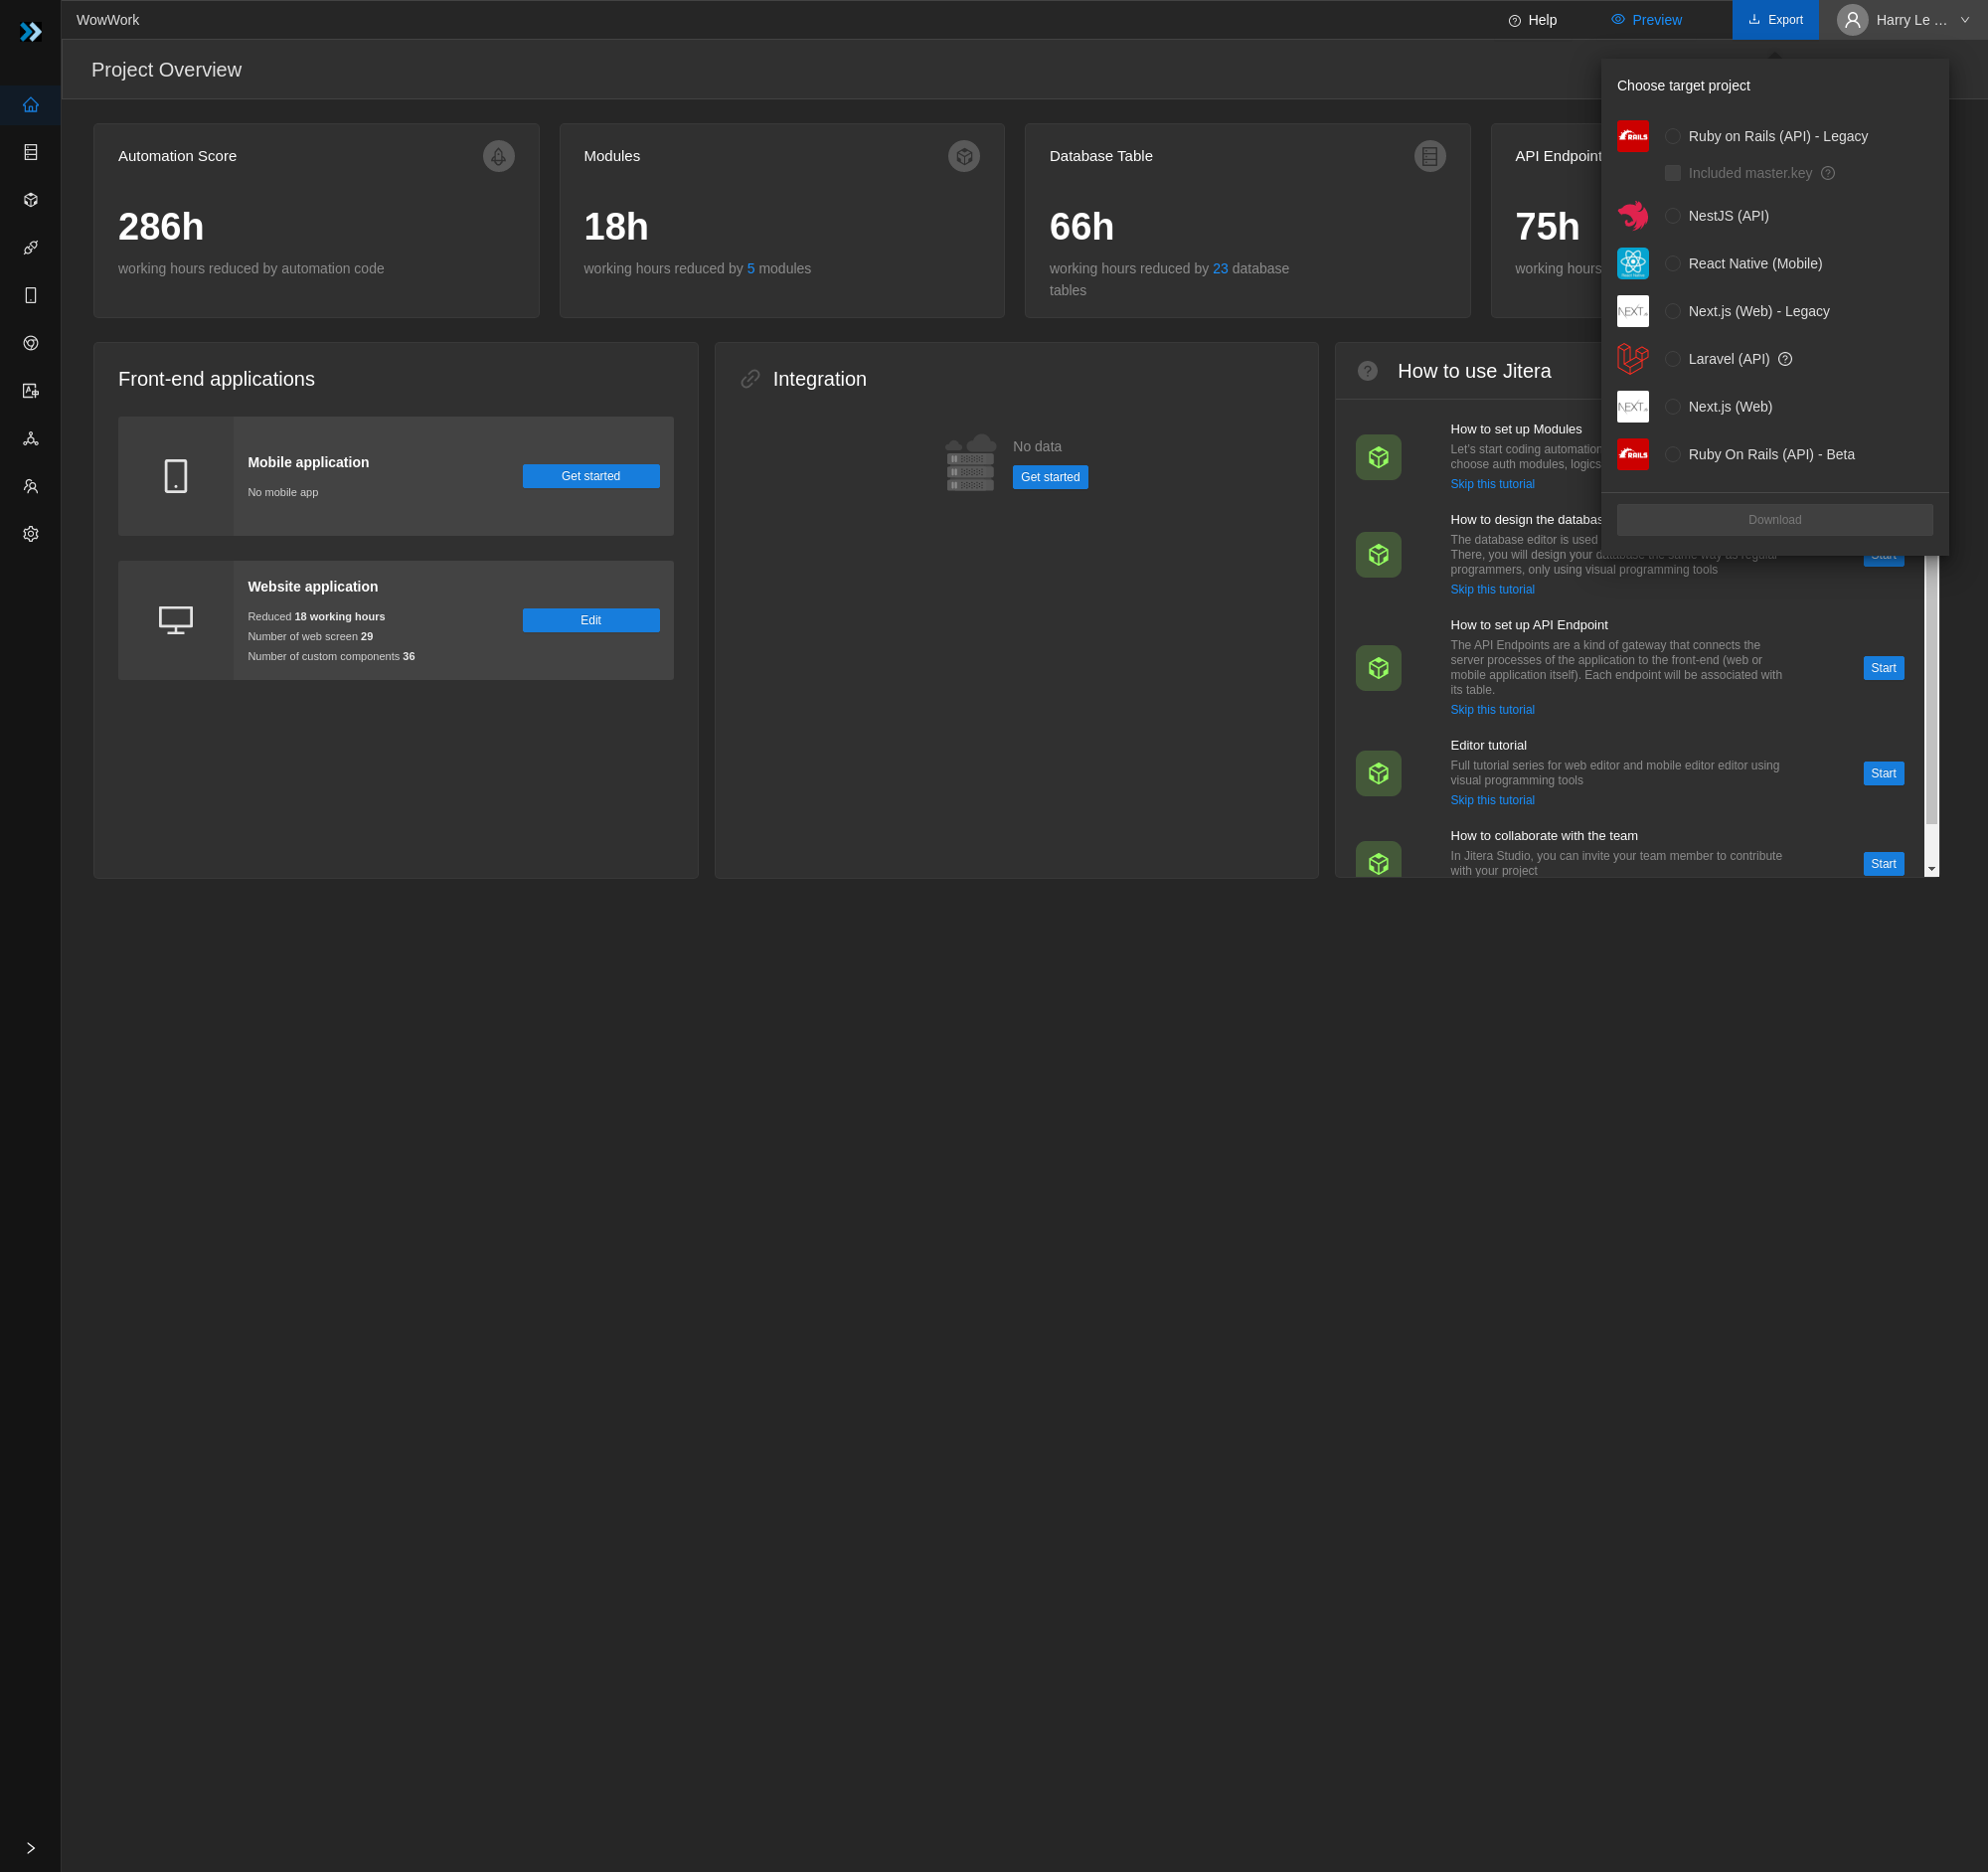 WowWork
Help
Preview
Export
Harry Le ...
Project Overview
Automation Score
286h
working hours reduced by automation code
Modules
18h
working hours reduced by 5 modules
Database Table
66h
working hours reduced by 23 database
tables
API Endpoint
75h
working hours
Choose target project
RAILS
Ruby on Rails (API) - Legacy
Included master.key
NestJS (API)
React Native (Mobile)
NEXT.JS
Next.js (Web) - Legacy
Laravel (API)
NEXT.JS
Next.js (Web)
RAILS
Ruby On Rails (API) - Beta
Download
Front-end applications
Mobile application
No mobile app
Get started
Website application
Reduced 18 working hours
Number of web screen 29
Number of custom components 36
Edit
Integration
No data
Get started
How to use Jitera
How to set up Modules
Let's start coding automation
choose auth modules, logics
Skip this tutorial
How to design the databas
The database editor is used
There, you will design your database the same way as regular
programmers, only using visual programming tools
Skip this tutorial
Start
How to set up API Endpoint
The API Endpoints are a kind of gateway that connects the
server processes of the application to the front-end (web or
mobile application itself). Each endpoint will be associated with
its table.
Skip this tutorial
Start
Editor tutorial
Full tutorial series for web editor and mobile editor editor using
visual programming tools
Skip this tutorial
Start
How to collaborate with the team
In Jitera Studio, you can invite your team member to contribute
with your project
Start